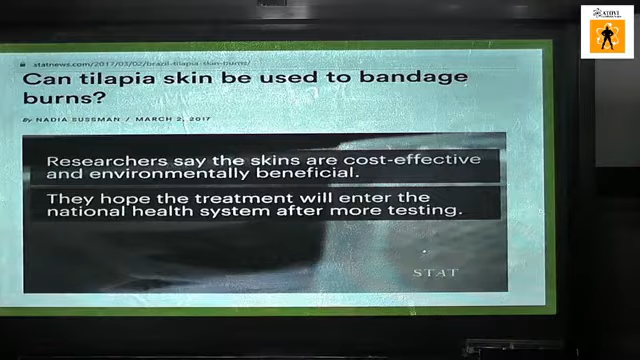 statnews.com/2017/03/02/brazil-tilapia-skin-burns/
Can tilapia skin be used to bandage
burns?
By NADIA SUSSMAN / MARCH 2, 2017
Researchers say the skins are cost-effective
and environmentally beneficial.
They hope the treatment will enter the
national health system after more testing.
STAT